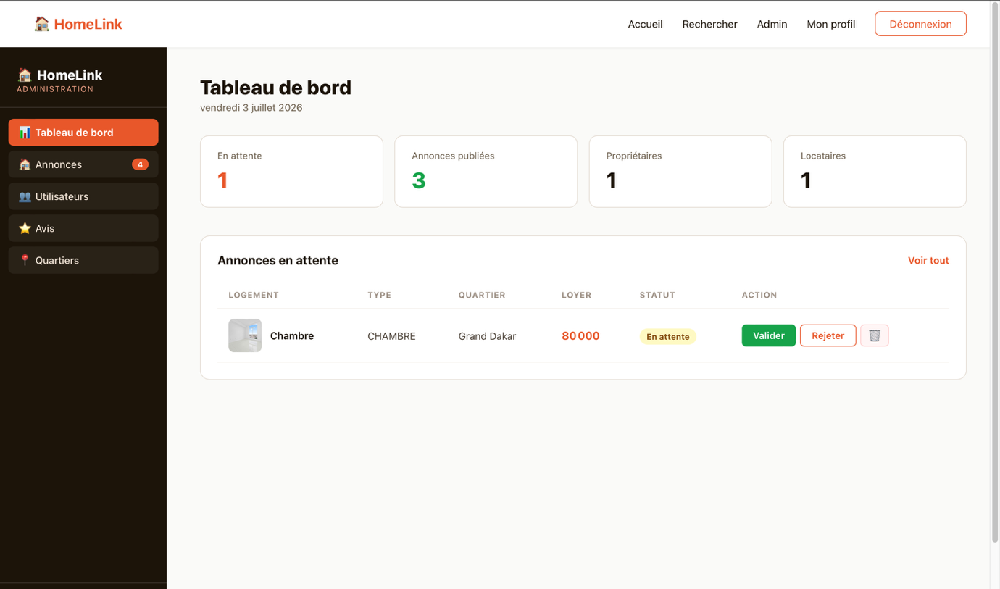 HomeLink
Accueil
Rechercher
Admin
Mon profil
Déconnexion
HomeLink
ADMINISTRATION
Tableau de bord
Annonces 4
Utilisateurs
Avis
Quartiers
Tableau de bord
vendredi 3 juillet 2026
En attente
1
Annonces publiées
3
Propriétaires
1
Locataires
1
Annonces en attente
Voir tout
LOGEMENT TYPE QUARTIER LOYER STATUT ACTION
Chambre CHAMBRE Grand Dakar 80 000 En attente Valider Rejeter